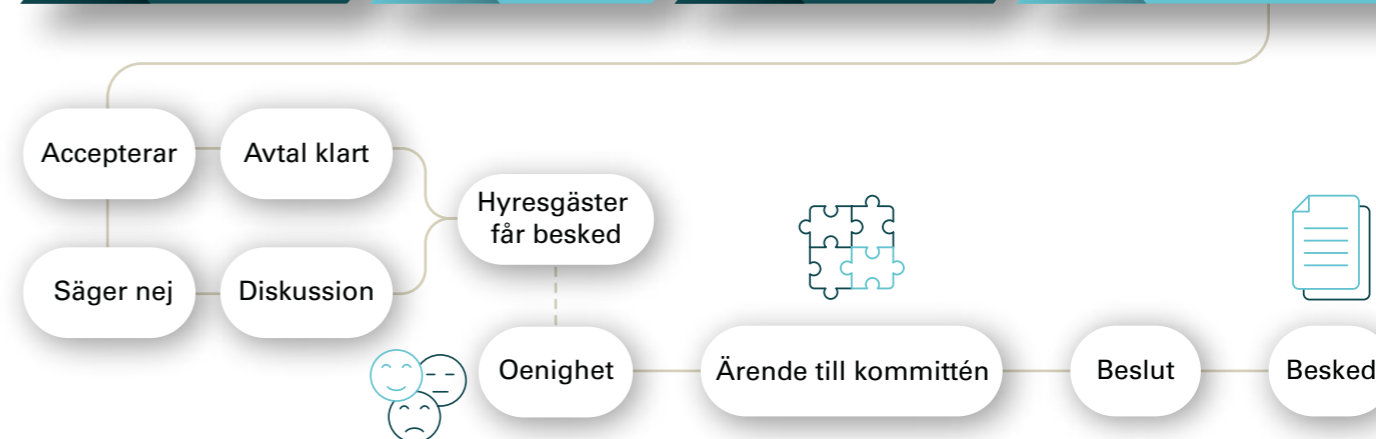 Accepterar
Avtal klart
Hyresgäster
får besked
Säger nej
Diskussion
Oenighet
Ärende till kommittén
Beslut
Besked